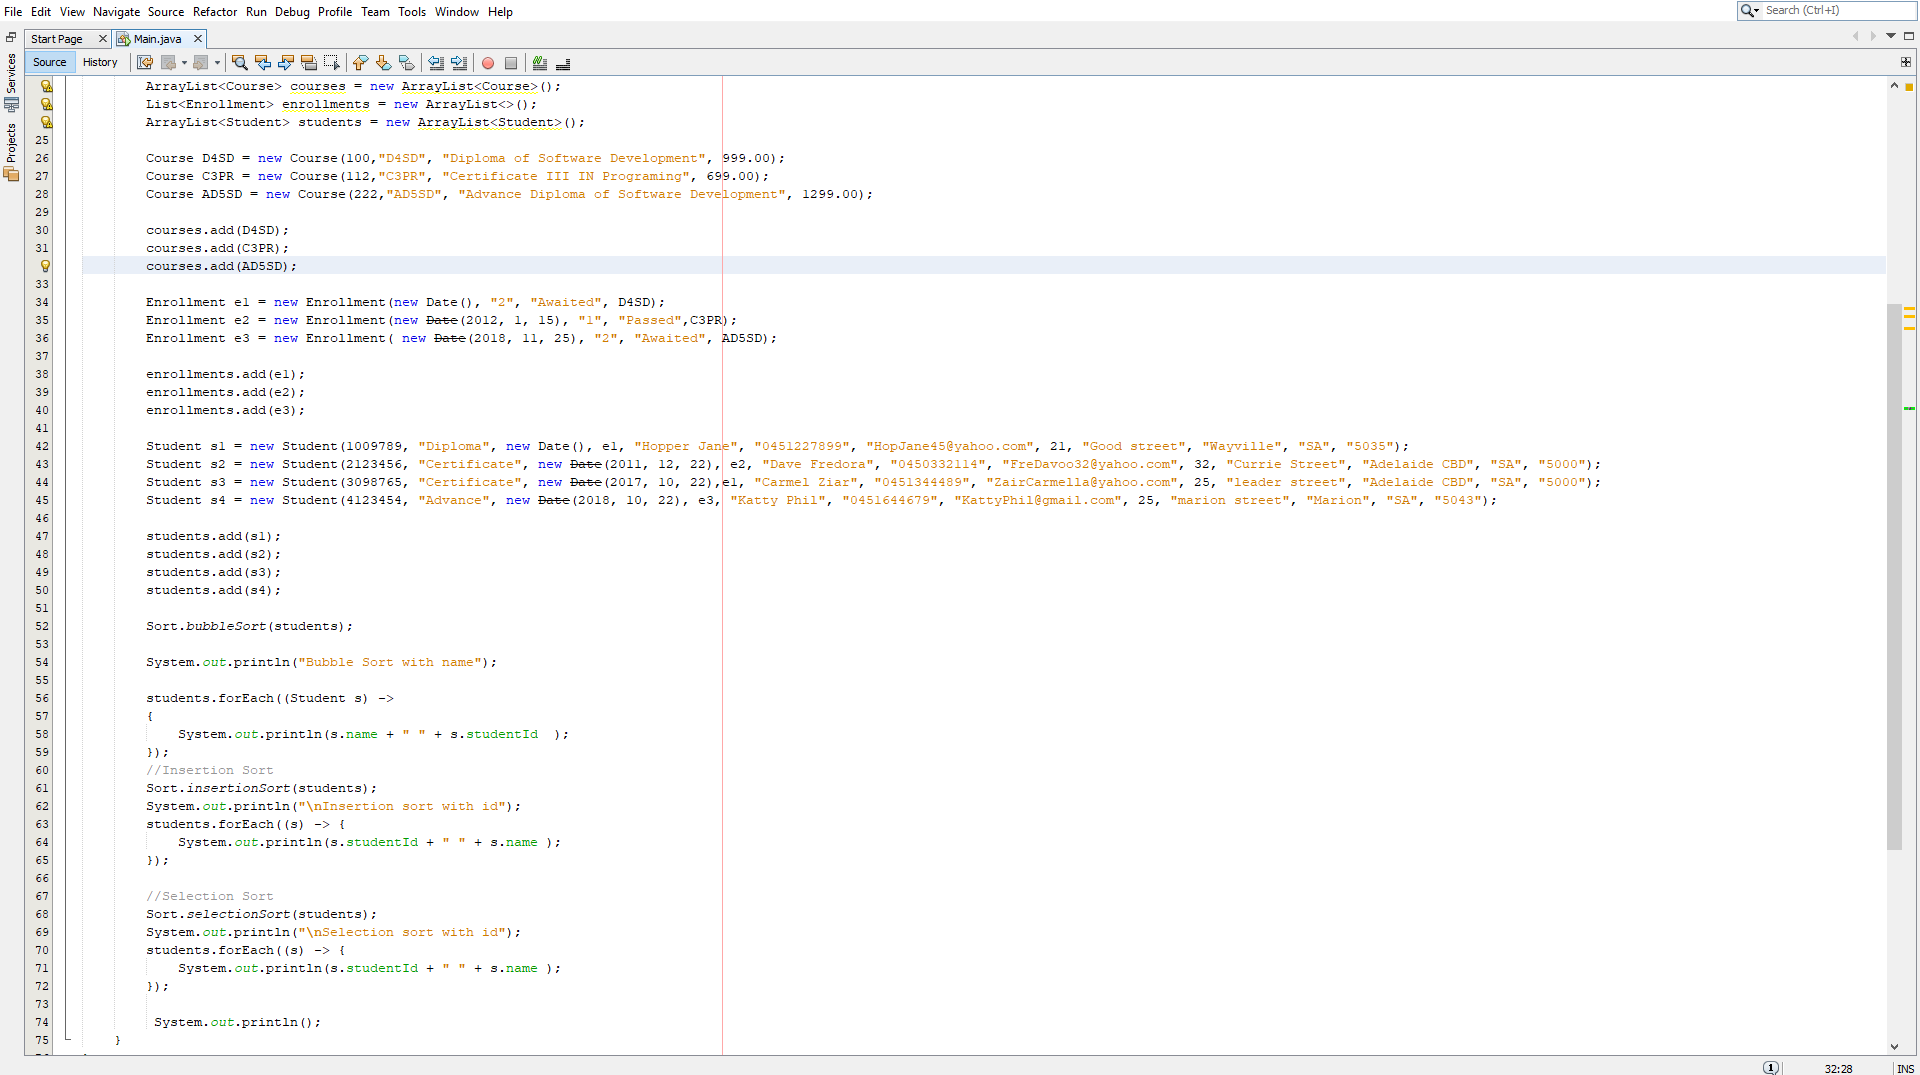 File Edit View Navigate Source Refactor Run Debug Profile Team Tools Window Help
Search (Ctrl+I)
Start Page
Main.java
Source History
Services
Projects
ArrayList<Course> courses = new ArrayList<Course>();
List<Enrollment> enrollments = new ArrayList<>();
ArrayList<Student> students = new ArrayList<Student>();
25
26 Course D4SD = new Course(100,"D4SD", "Diploma of Software Development", 999.00);
27 Course C3PR = new Course(112,"C3PR", "Certificate III IN Programing", 699.00);
28 Course AD5SD = new Course(222,"AD5SD", "Advance Diploma of Software Development", 1299.00);
29
30 courses.add(D4SD);
31 courses.add(C3PR);
courses.add(AD5SD);
33
34 Enrollment e1 = new Enrollment(new Date(), "2", "Awaited", D4SD);
35 Enrollment e2 = new Enrollment(new Date(2012, 1, 15), "1", "Passed",C3PR);
36 Enrollment e3 = new Enrollment( new Date(2018, 11, 25), "2", "Awaited", AD5SD);
37
38 enrollments.add(e1);
39 enrollments.add(e2);
40 enrollments.add(e3);
41
42 Student s1 = new Student(1009789, "Diploma", new Date(), e1, "Hopper Jane", "0451227899", "HopJane45@yahoo.com", 21, "Good street", "Wayville", "SA", "5035");
43 Student s2 = new Student(2123456, "Certificate", new Date(2011, 12, 22), e2, "Dave Fredora", "0450332114", "FreDavoo32@yahoo.com", 32, "Currie Street", "Adelaide CBD", "SA", "5000");
44 Student s3 = new Student(3098765, "Certificate", new Date(2017, 10, 22),e1, "Carmel Ziar", "0451344489", "ZairCarmella@yahoo.com", 25, "leader street", "Adelaide CBD", "SA", "5000");
45 Student s4 = new Student(4123454, "Advance", new Date(2018, 10, 22), e3, "Katty Phil", "0451644679", "KattyPhil@gmail.com", 25, "marion street", "Marion", "SA", "5043");
46
47 students.add(s1);
48 students.add(s2);
49 students.add(s3);
50 students.add(s4);
51
52 Sort.bubbleSort(students);
53
54 System.out.println("Bubble Sort with name");
55
56 students.forEach((Student s) ->
57 {
58 System.out.println(s.name + " " + s.studentId );
59 });
60 //Insertion Sort
61 Sort.insertionSort(students);
62 System.out.println("\nInsertion sort with id");
63 students.forEach((s) -> {
64 System.out.println(s.studentId + " " + s.name );
65 });
66
67 //Selection Sort
68 Sort.selectionSort(students);
69 System.out.println("\nSelection sort with id");
70 students.forEach((s) -> {
71 System.out.println(s.studentId + " " + s.name );
72 });
73
74 System.out.println();
75 }
1 32:28 INS